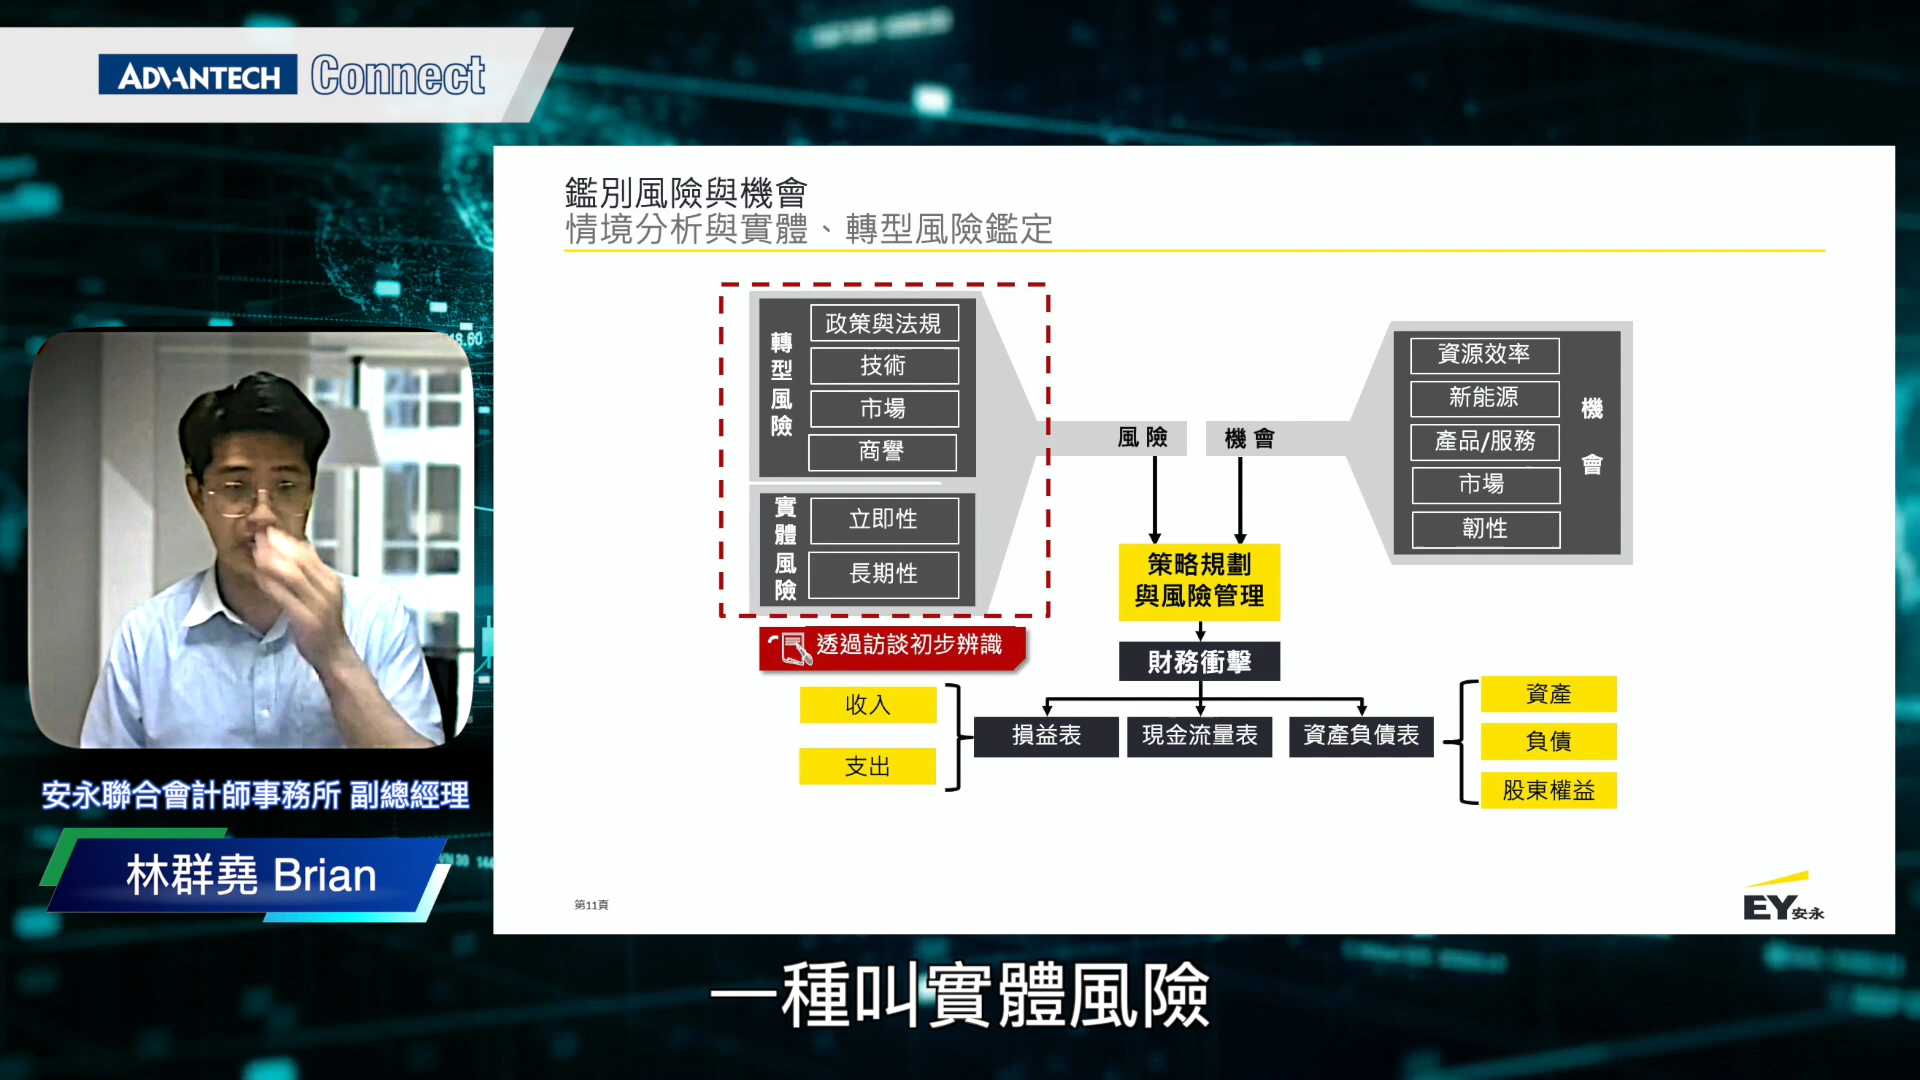 ADVANTECH Connect
鑑別風險與機會
情境分析與實體、轉型風險鑑定
轉型風險
政策與法規
技術
市場
商譽
實體風險
立即性
長期性
透過訪談初步辨識
風險
機會
資源效率
新能源
產品/服務
市場
韌性
機會
策略規劃
與風險管理
財務衝擊
收入
支出
損益表
現金流量表
資產負債表
資產
負債
股東權益
第11頁
EY安永
安永聯合會計師事務所 副總經理
林群堯 Brian
一種叫實體風險